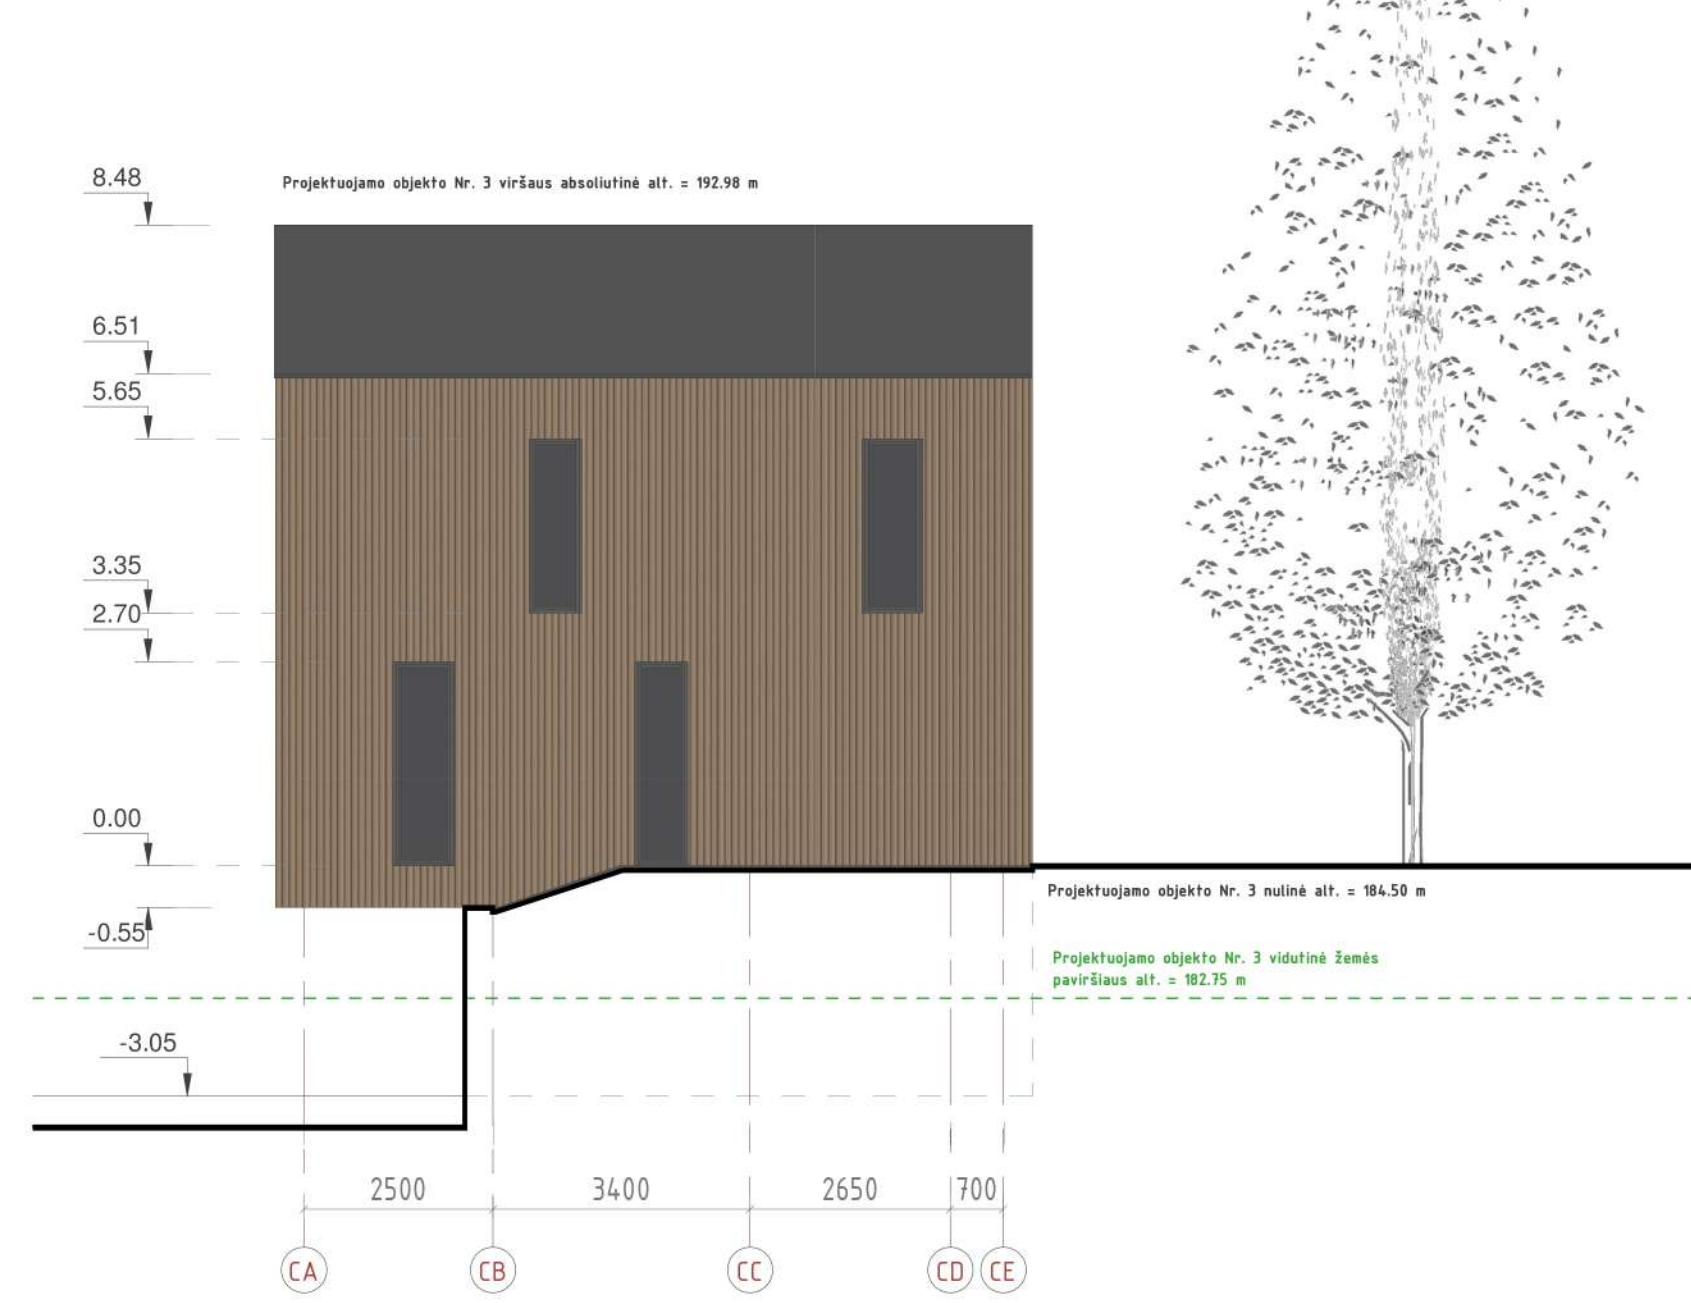 8.48
Projektuojamo objekto Nr. 3 viršaus absoliutinė alt. = 192.98 m
6.51
5.65
3.35
2.70
0.00
Projektuojamo objekto Nr. 3 nulinė alt. = 184.50 m
-0.55
Projektuojamo objekto Nr. 3 vidutinė žemės
paviršiaus alt. = 182.75 m
-3.05
2500 3400 2650 700
CA CB CC CD CE